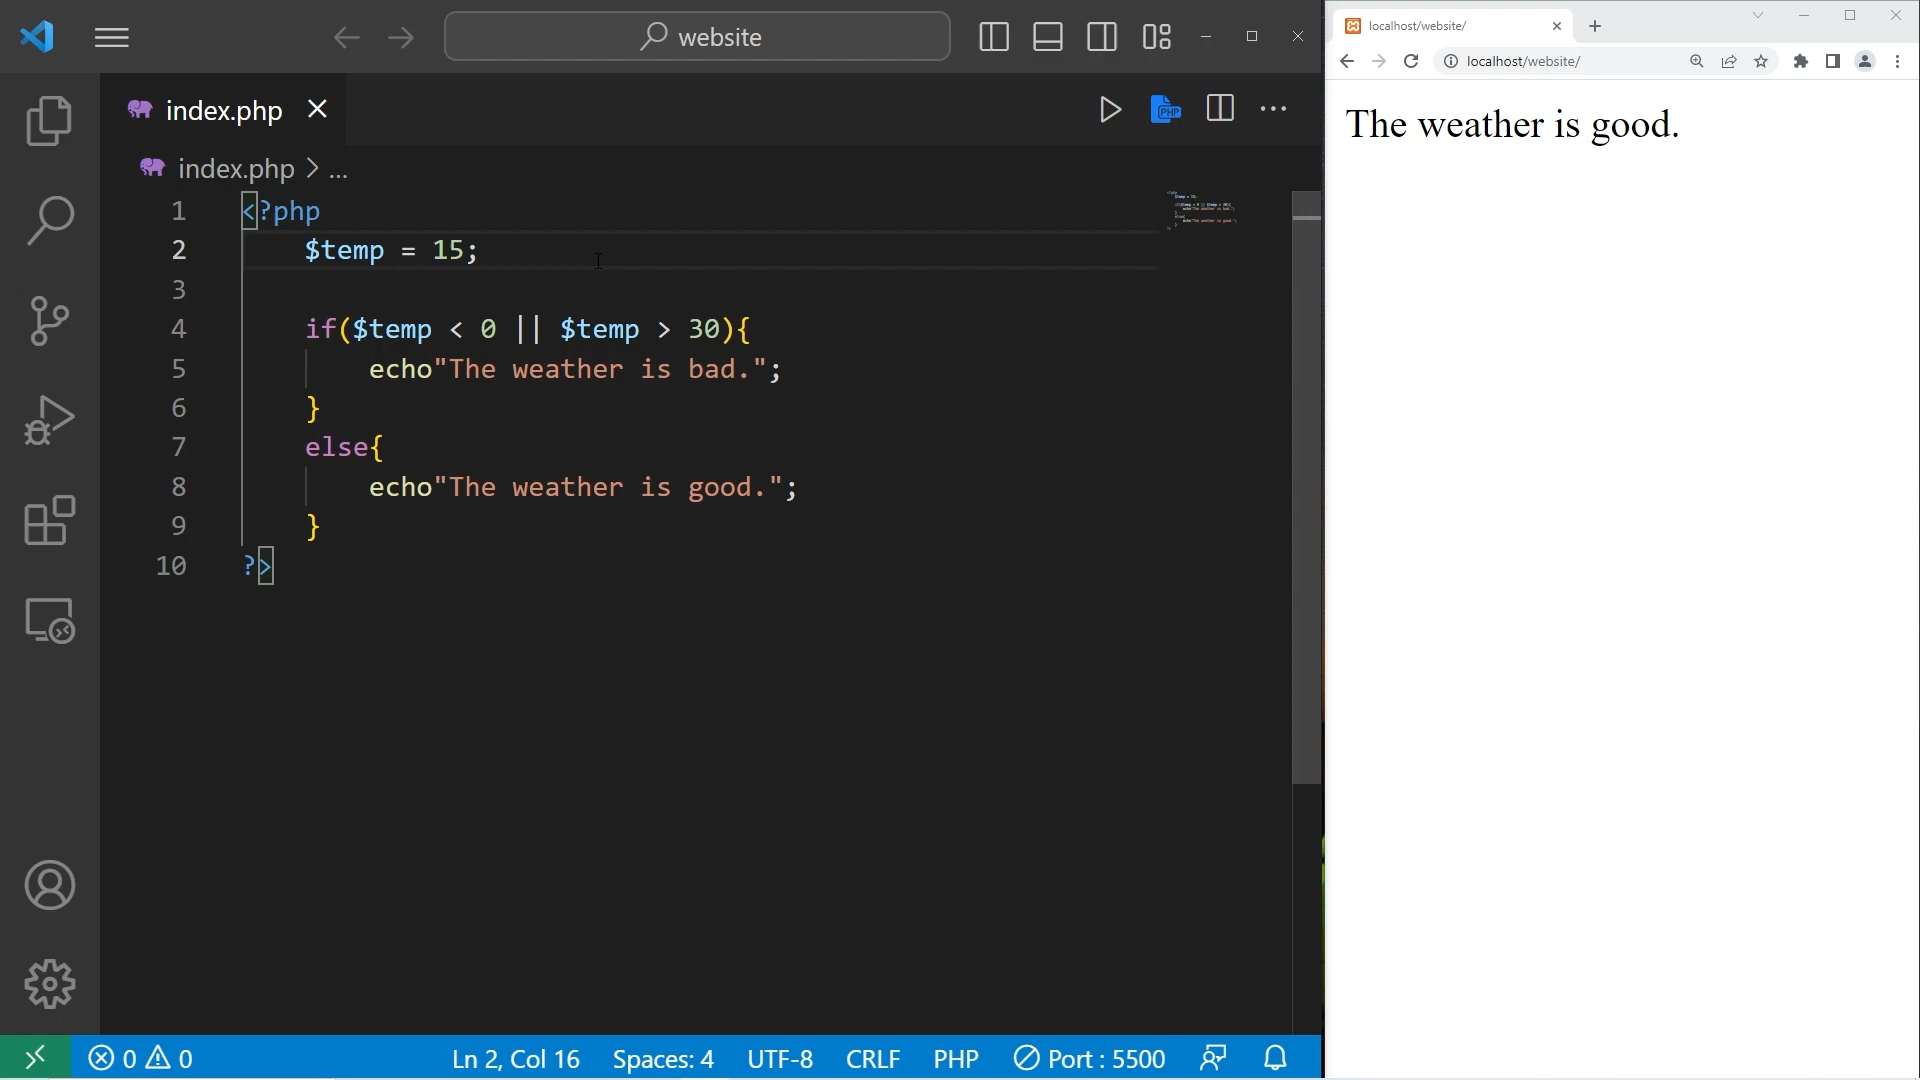 website
index.php
PHP
index.php > ...
1 <?php
2 $temp = 15;
3
4 if($temp < 0 || $temp > 30){
5 echo"The weather is bad.";
6 }
7 else{
8 echo"The weather is good.";
9 }
10 ?>
0 0 Ln 2, Col 16 Spaces: 4 UTF-8 CRLF PHP Port : 5500
localhost/website/
localhost/website/
The weather is good.